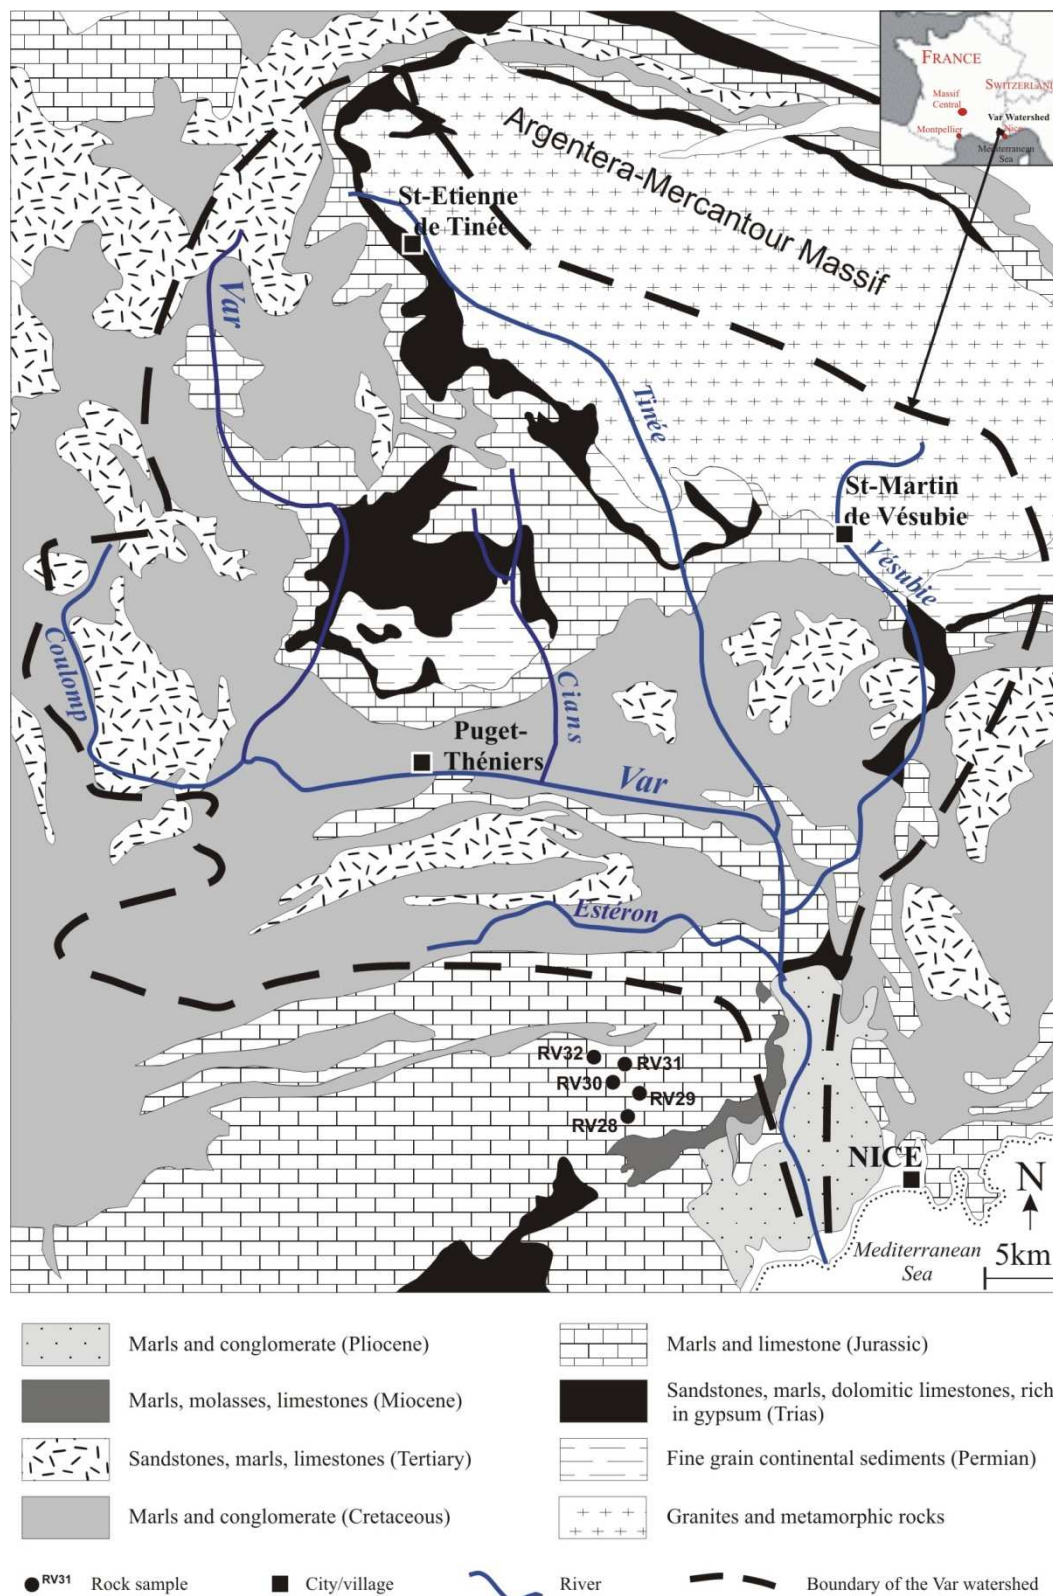 FRANCE
SWITZERLAND
Massif
Central
Var Watershed
Montpellier
Nice
Mediterranean
Sea
Argentera-Mercantour Massif
St-Etienne
de Tinée
Var
Tinée
St-Martin
de Vésubie
Vésubie
Coulomp
Cians
Puget-
Théniers
Var
Estéron
RV32
RV31
RV30
RV29
RV28
NICE
N
Mediterranean
Sea
5km
Marls and conglomerate (Pliocene)
Marls and limestone (Jurassic)
Marls, molasses, limestones (Miocene)
Sandstones, marls, dolomitic limestones, rich
in gypsum (Trias)
Sandstones, marls, limestones (Tertiary)
Fine grain continental sediments (Permian)
Marls and conglomerate (Cretaceous)
Granites and metamorphic rocks
RV31 Rock sample
City/village
River
Boundary of the Var watershed